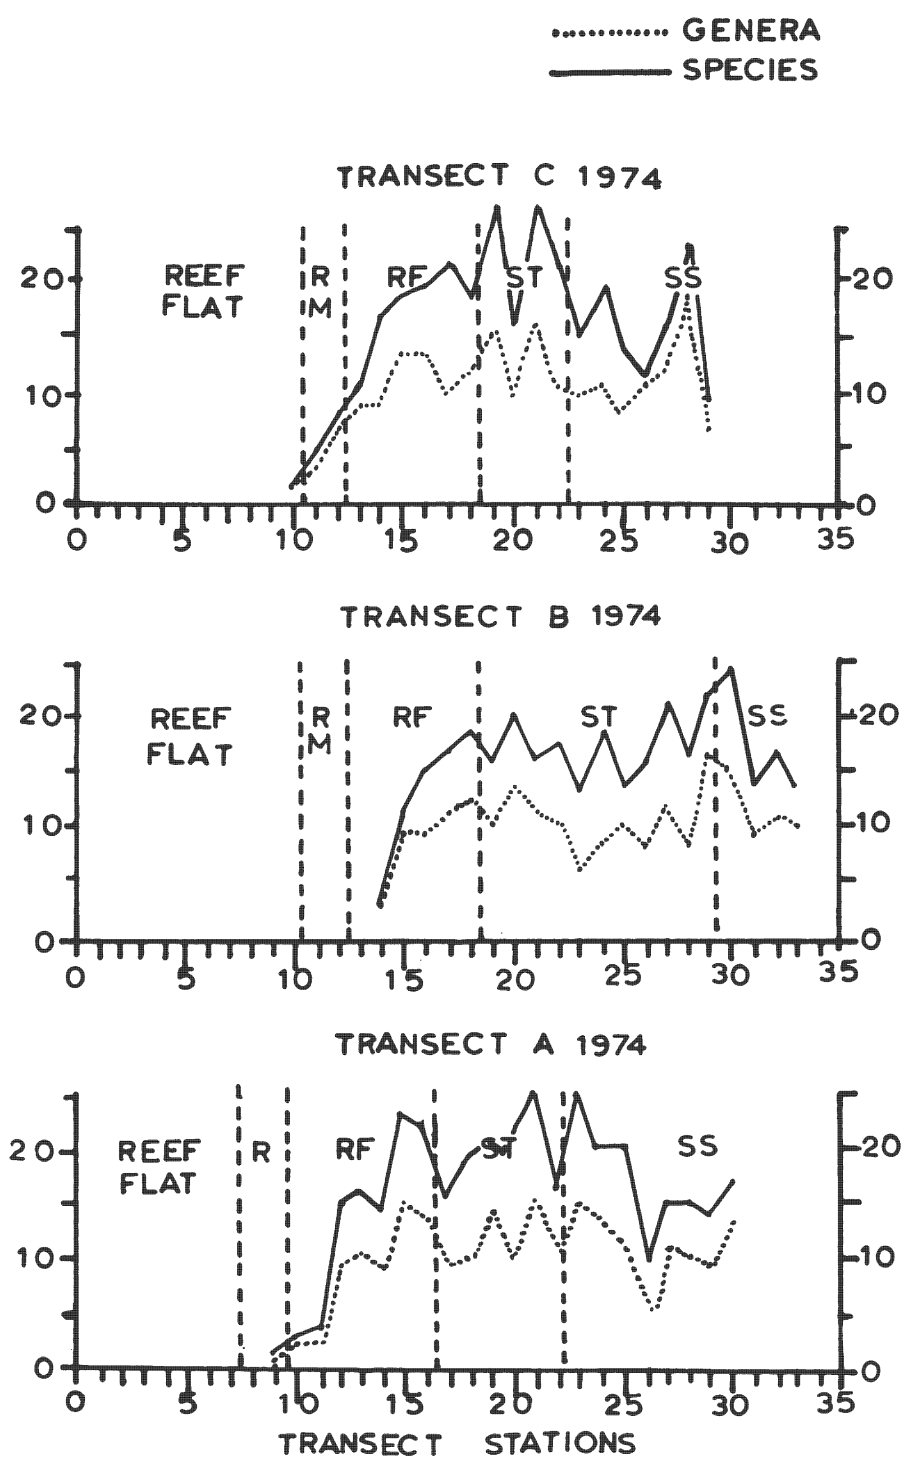 GENERA
SPECIES
TRANSECT C 1974
REEF
FLAT
R
M
RF
ST
SS
20
10
0
20
10
0
0 5 10 15 20 25 30 35
TRANSECT B 1974
REEF
FLAT
R
M
RF
ST
SS
20
10
0
20
10
0
0 5 10 15 20 25 30 35
TRANSECT A 1974
REEF
FLAT
R
RF
ST
SS
20
10
0
20
10
0
0 5 10 15 20 25 30 35
TRANSECT STATIONS